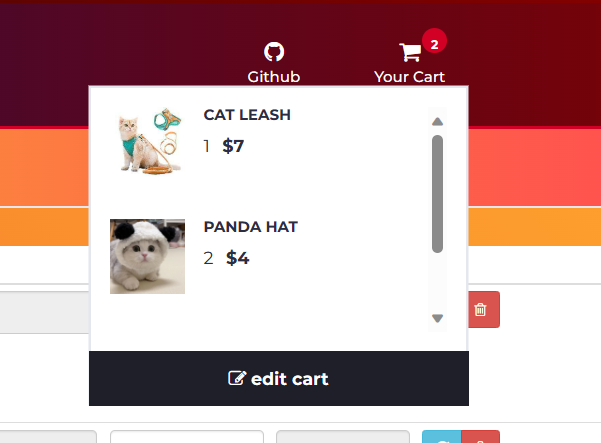 2
Github
Your Cart
CAT LEASH
1 $7
PANDA HAT
2 $4
edit cart